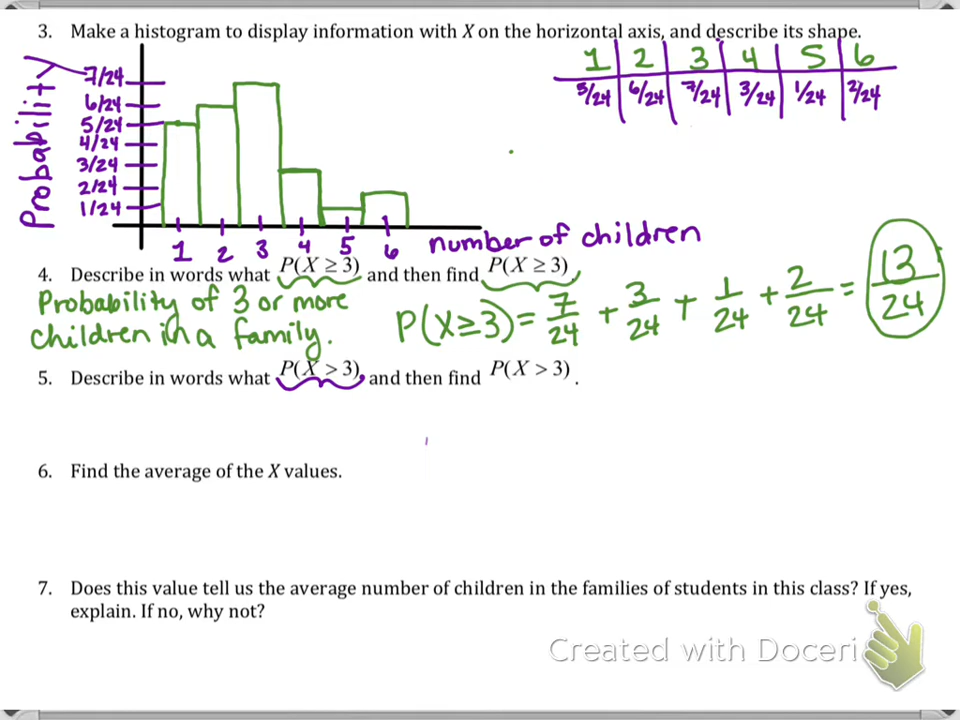 3. Make a histogram to display information with X on the horizontal axis, and describe its shape.
1 2 3 4 5 6
5/24 6/24 7/24 3/24 1/24 2/24
Probability
7/24
6/24
5/24
4/24
3/24
2/24
1/24
1 2 3 4 5 6
number of children
4. Describe in words what P(X ≥ 3) and then find P(X ≥ 3)
Probability of 3 or more
children in a family.
P(X≥3) = 7/24 + 3/24 + 1/24 + 2/24 = 13/24
5. Describe in words what P(X > 3), and then find P(X > 3).
6. Find the average of the X values.
7. Does this value tell us the average number of children in the families of students in this class? If yes,
explain. If no, why not?
Created with Doceri